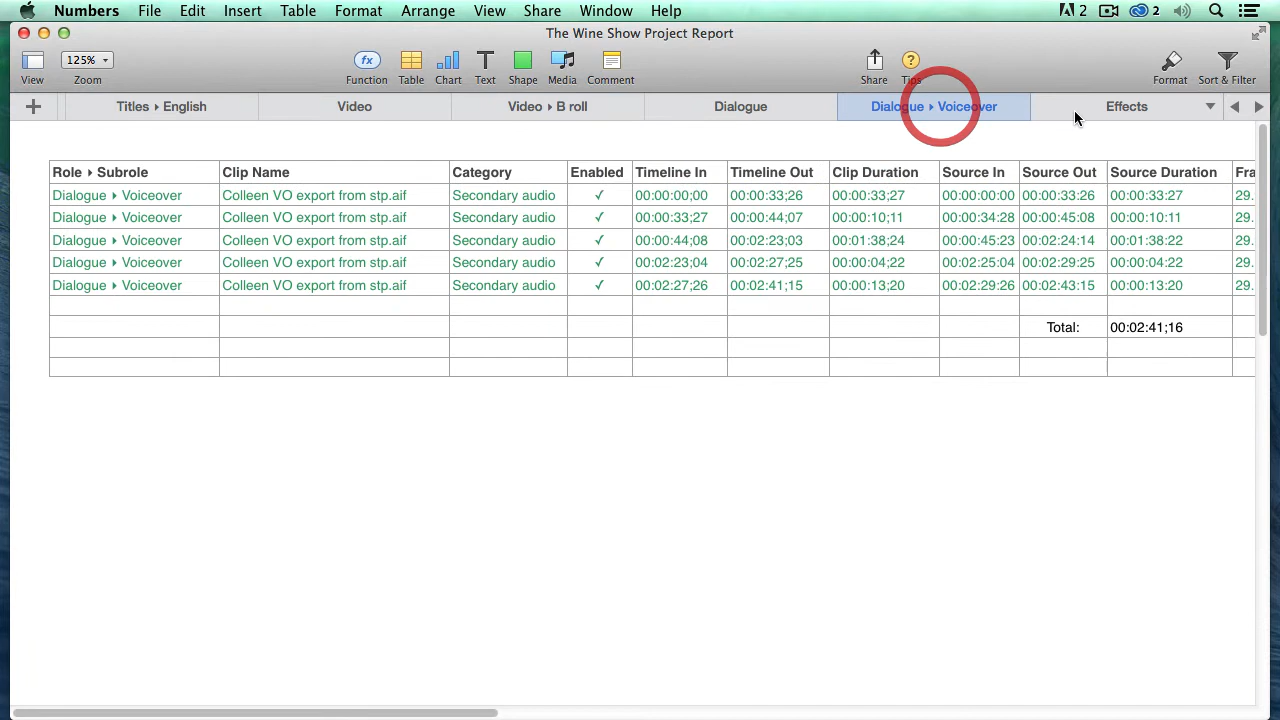 Numbers File Edit Insert Table Format Arrange View Share Window Help 2 2
The Wine Show Project Report
125%
View Zoom Function Table Chart Text Shape Media Comment Share Tips Format Sort & Filter
Titles ▸ English Video Video ▸ B roll Dialogue Dialogue ▸ Voiceover Effects
Role ▸ Subrole Clip Name Category Enabled Timeline In Timeline Out Clip Duration Source In Source Out Source Duration Fra
Dialogue ▸ Voiceover Colleen VO export from stp.aif Secondary audio ✓ 00:00:00;00 00:00:33;26 00:00:33;27 00:00:00:00 00:00:33:26 00:00:33:27 29.
Dialogue ▸ Voiceover Colleen VO export from stp.aif Secondary audio ✓ 00:00:33;27 00:00:44;07 00:00:10;11 00:00:34:28 00:00:45:08 00:00:10:11 29.
Dialogue ▸ Voiceover Colleen VO export from stp.aif Secondary audio ✓ 00:00:44;08 00:02:23;03 00:01:38;24 00:00:45:23 00:02:24:14 00:01:38:22 29.
Dialogue ▸ Voiceover Colleen VO export from stp.aif Secondary audio ✓ 00:02:23;04 00:02:27;25 00:00:04;22 00:02:25:04 00:02:29:25 00:00:04:22 29.
Dialogue ▸ Voiceover Colleen VO export from stp.aif Secondary audio ✓ 00:02:27;26 00:02:41;15 00:00:13;20 00:02:29:26 00:02:43:15 00:00:13:20 29.
Total: 00:02:41;16